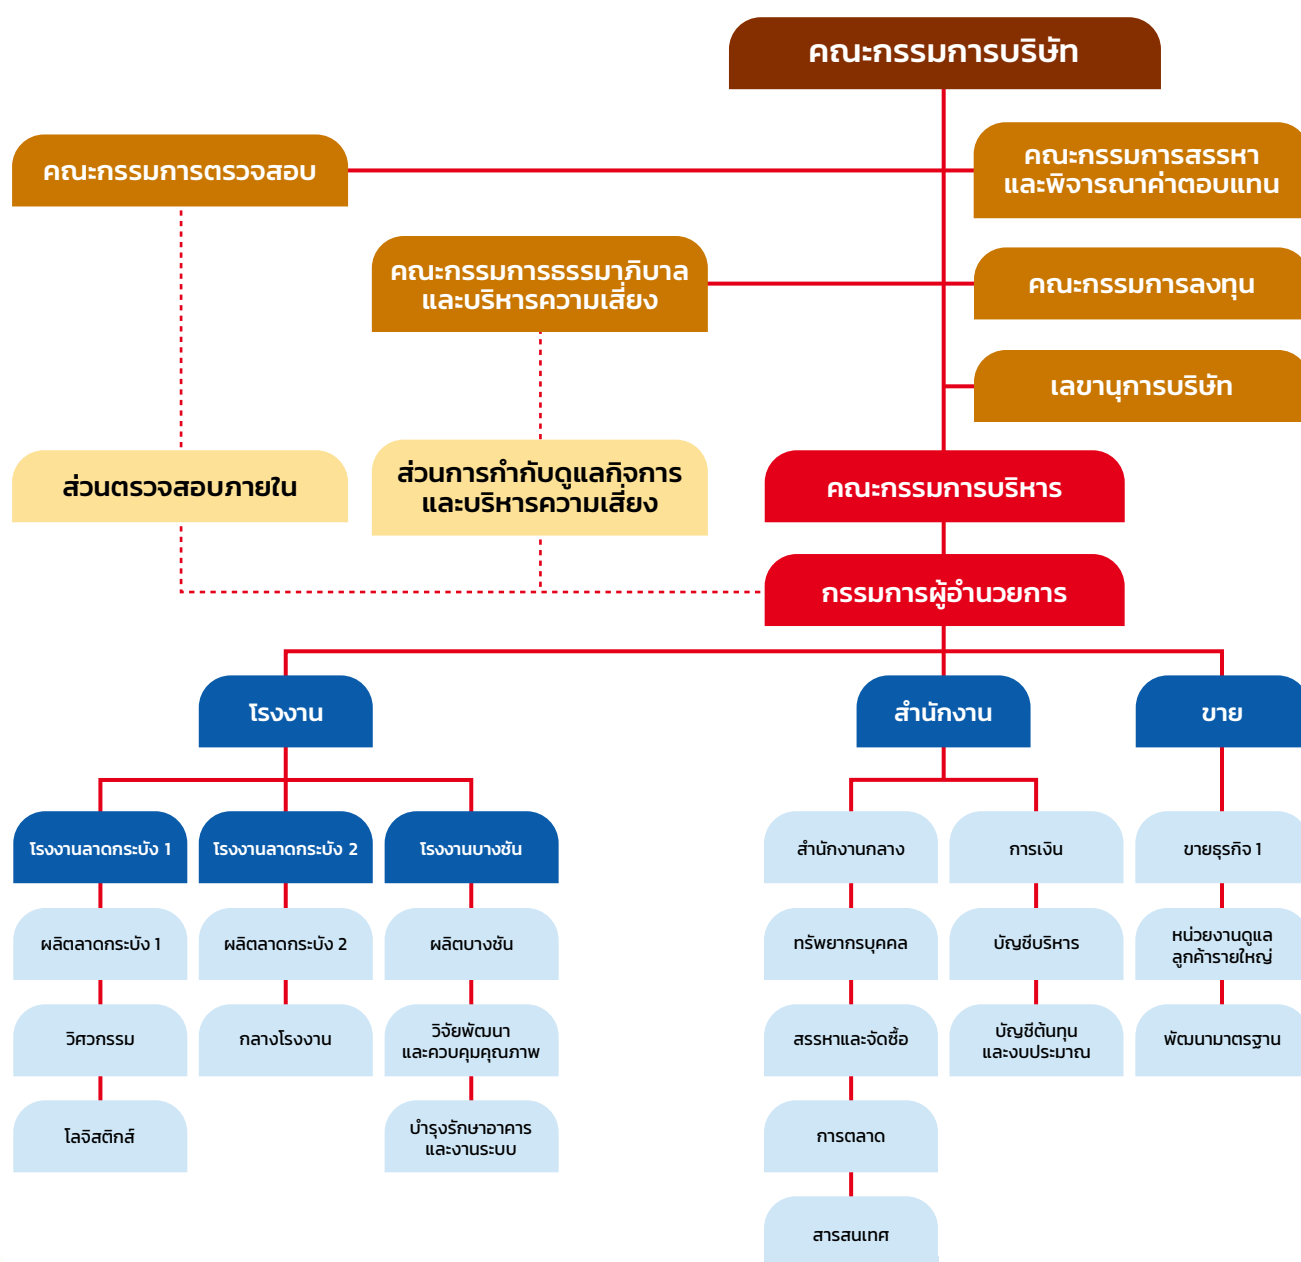 คณะกรรมการบริษัท
คณะกรรมการตรวจสอบ
คณะกรรมการสรรหา
และพิจารณาค่าตอบแทน
คณะกรรมการธรรมาภิบาล
และบริหารความเสี่ยง
คณะกรรมการลงทุน
เลขานุการบริษัท
ส่วนตรวจสอบภายใน
ส่วนการกำกับดูแลกิจการ
และบริหารความเสี่ยง
คณะกรรมการบริหาร
กรรมการผู้อำนวยการ
โรงงาน
สำนักงาน
ขาย
โรงงานลาดกระบัง 1
โรงงานลาดกระบัง 2
โรงงานบางชัน
สำนักงานกลาง
การเงิน
ขายธุรกิจ 1
ผลิตลาดกระบัง 1
ผลิตลาดกระบัง 2
ผลิตบางชัน
ทรัพยากรบุคคล
บัญชีบริหาร
หน่วยงานดูแล
ลูกค้ารายใหญ่
วิศวกรรม
กลางโรงงาน
วิจัยพัฒนา
และควบคุมคุณภาพ
สรรหาและจัดซื้อ
บัญชีต้นทุน
และงบประมาณ
พัฒนามาตรฐาน
โลจิสติกส์
บำรุงรักษาอาคาร
และงานระบบ
การตลาด
สารสนเทศ